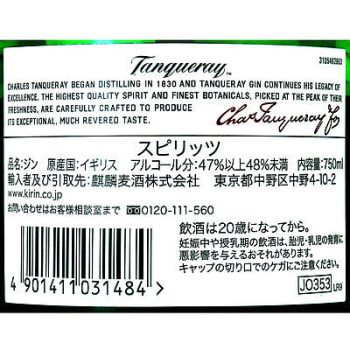 Tanqueray™
CHARLES TANQUERAY BEGAN DISTILLING IN 1830 AND TANQUERAY GIN CONTINUES HIS LEGACY OF
EXCELLENCE. THE HIGHEST QUALITY SPIRIT AND FINEST BOTANICALS, PICKED AT THE PEAK OF THEIR
FRESHNESS, ARE CAREFULLY CRAFTED TO PRODUCE
ITS EXCEPTIONAL, MUCH REVERED TASTE.
Chas Tanqueray
スピリッツ
品名:ジン 原産国:イギリス アルコール分:47%以上48%未満 内容量:750ml
輸入者及び引取先:麒麟麦酒株式会社 東京都中野区中野4-10-2
www.kirin.co.jp
お問い合わせはお客様相談室まで 0120-111-560
飲酒は20歳になってから。
妊娠中や授乳期の飲酒は、胎児・乳児の発育に
悪影響を与えるおそれがあります。
キャップの切り口でのケガにご注意ください。
4 901411 031484 >
JO353 LR9